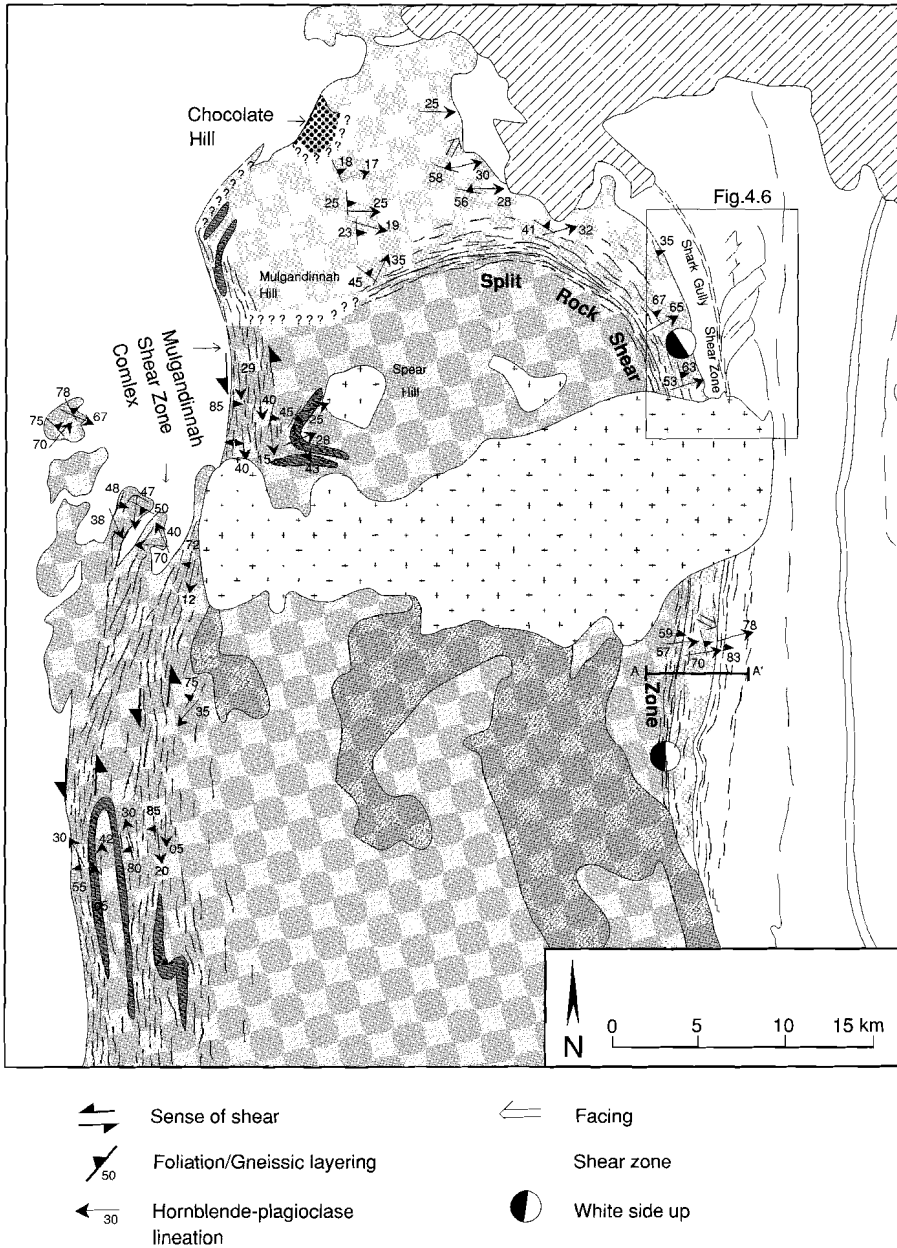 Chocolate
Hill
25
18
17
58
30
56
28
25
25
23
19
41
32
Fig.4.6
35
Shark Gully
Shear Zone
Mulgandinnah
Hill
35
45
Split
Rock
Shear
Zone
67
65
63
53
Mulgandinnah
Shear Zone
Comlex
29
85
40
45
Spear
Hill
25
28
15
43
40
78
75
67
70
48
47
50
38
40
70
72
12
59
78
57
70
83
A
A'
75
35
30
42
30
85
05
80
20
55
65
? ? ? ? ? ? ? ?
N
0 5 10 15 km
Sense of shear
Facing
50
Foliation/Gneissic layering
Shear zone
30
Hornblende-plagioclase
lineation
White side up